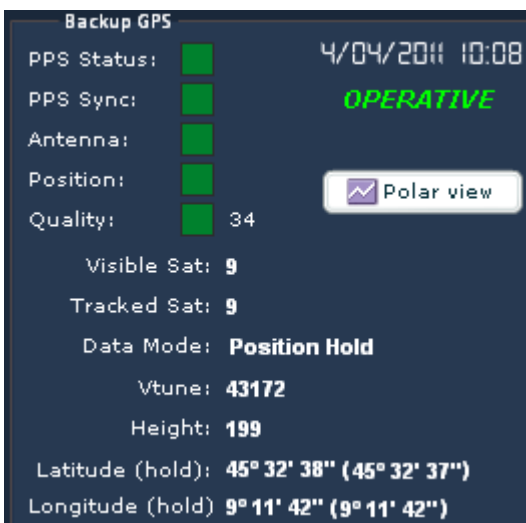 Backup GPS
PPS Status: 4/04/2011 10:08
PPS Sync: OPERATIVE
Antenna:
Position:
Polar view
Quality: 34
Visible Sat: 9
Tracked Sat: 9
Data Mode: Position Hold
Vtune: 43172
Height: 199
Latitude (hold): 45° 32' 38" (45° 32' 37")
Longitude (hold) 9° 11' 42" (9° 11' 42")